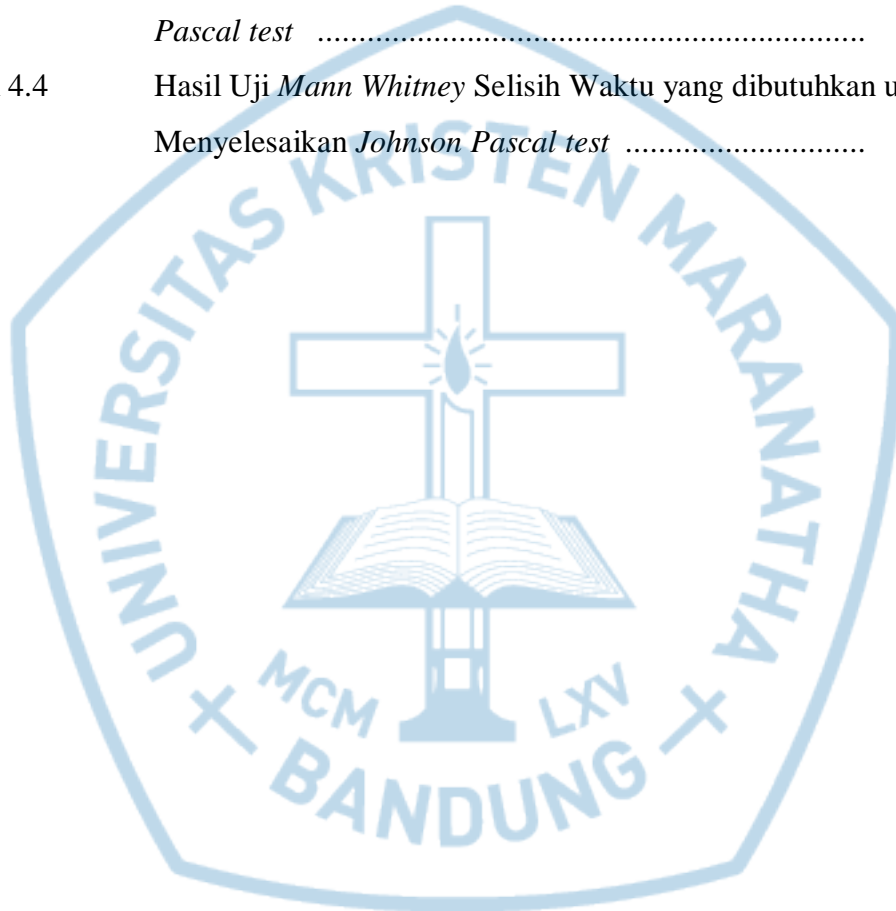 Pascal test ..................................................................
4.4 Hasil Uji Mann Whitney Selisih Waktu yang dibutuhkan
Menyelesaikan Johnson Pascal test .............................
UNIVERSITAS KRISTEN MARANATHA
MCM LXV
BANDUNG